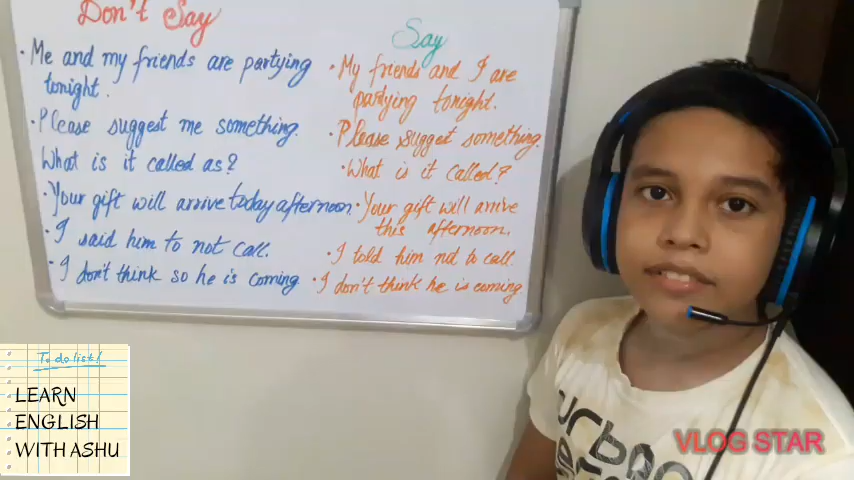 Don't Say
• Me and my friends are partying
tonight.
• Please suggest me something.
What is it called as?
• Your gift will arrive today afternoon.
• I said him to not call.
• I don't think so he is coming
Say
• My friends and I are
partying tonight.
• Please suggest something.
• What is it called?
• Your gift will arrive
this afternoon.
• I told him not to call.
• I don't think he is coming
To do list!
LEARN
ENGLISH
WITH ASHU
VLOG STAR